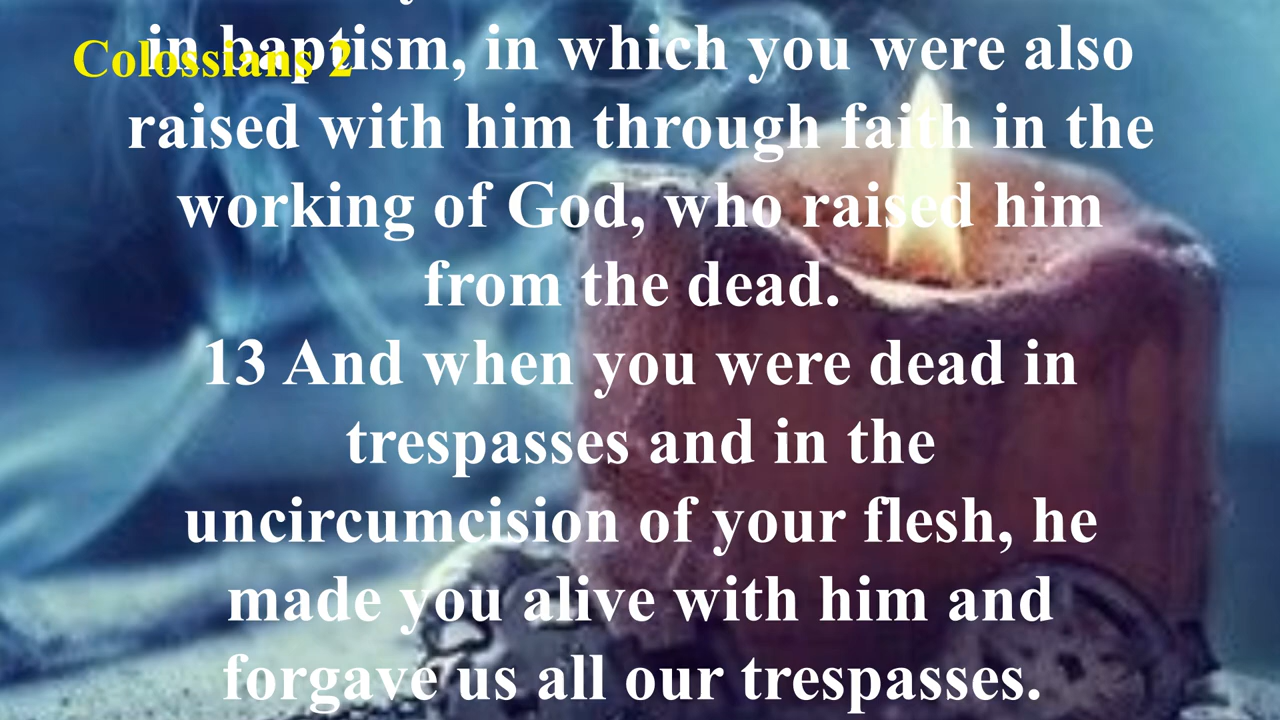 Colossians 2
in baptism, in which you were also
raised with him through faith in the
working of God, who raised him
from the dead.
13 And when you were dead in
trespasses and in the
uncircumcision of your flesh, he
made you alive with him and
forgave us all our trespasses.